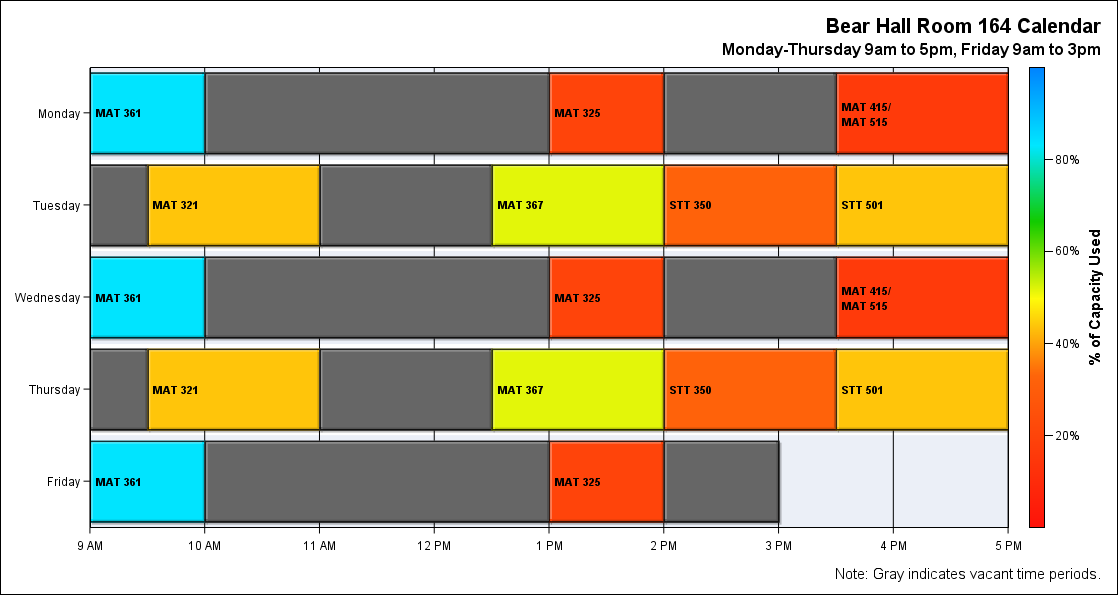 Bear Hall Room 164 Calendar
Monday-Thursday 9am to 5pm, Friday 9am to 3pm
Monday
MAT 361
MAT 325
MAT 415/
MAT 515
Tuesday
MAT 321
MAT 367
STT 350
STT 501
Wednesday
MAT 361
MAT 325
MAT 415/
MAT 515
Thursday
MAT 321
MAT 367
STT 350
STT 501
Friday
MAT 361
MAT 325
9 AM
10 AM
11 AM
12 PM
1 PM
2 PM
3 PM
4 PM
5 PM
80%
60%
40%
20%
% of Capacity Used
Note: Gray indicates vacant time periods.